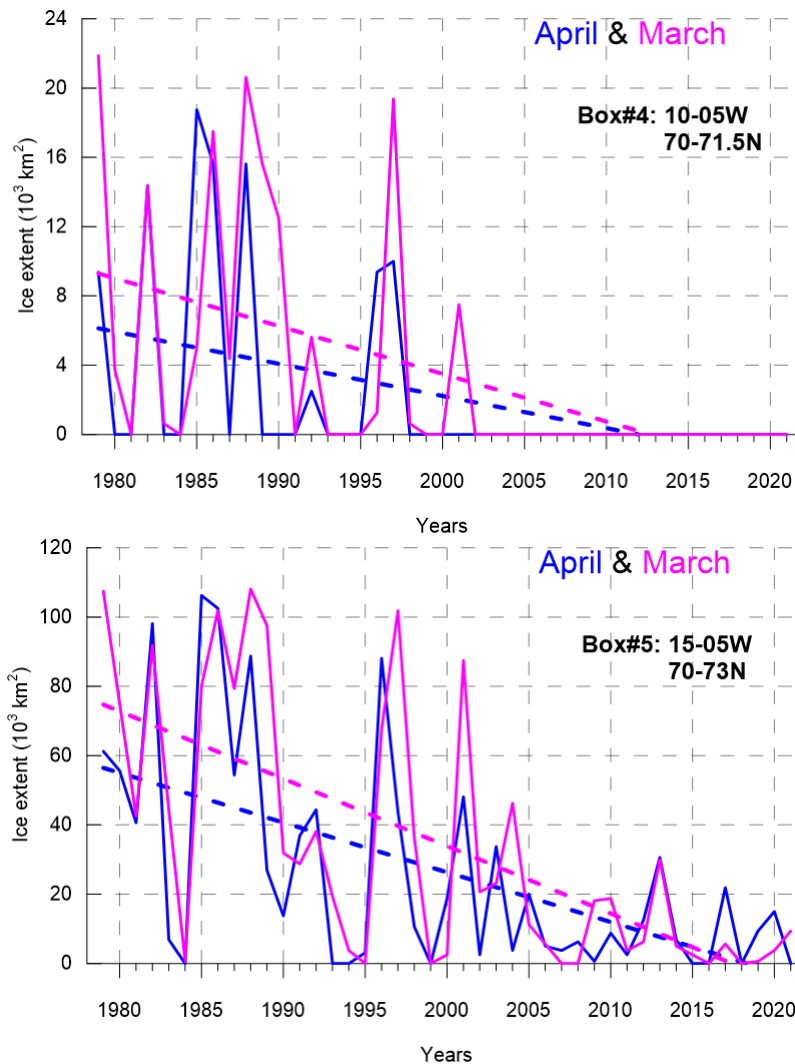 April & March
24
20
16
12
8
4
0
Ice extent (10³ km²)
Box#4: 10-05W
70-71.5N
1980 1985 1990 1995 2000 2005 2010 2015 2020
Years
April & March
120
100
80
60
40
20
0
Ice extent (10³ km²)
Box#5: 15-05W
70-73N
1980 1985 1990 1995 2000 2005 2010 2015 2020
Years